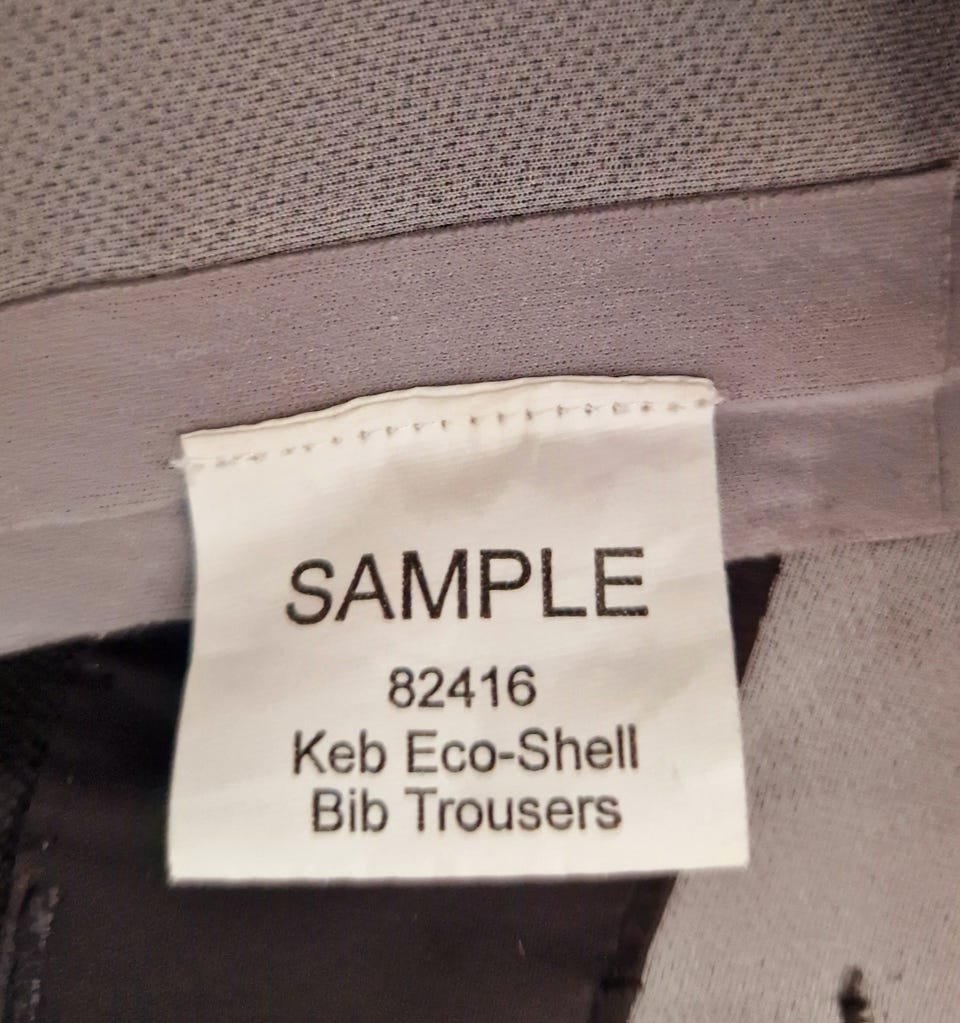 SAMPLE
82416
Keb Eco-Shell
Bib Trousers